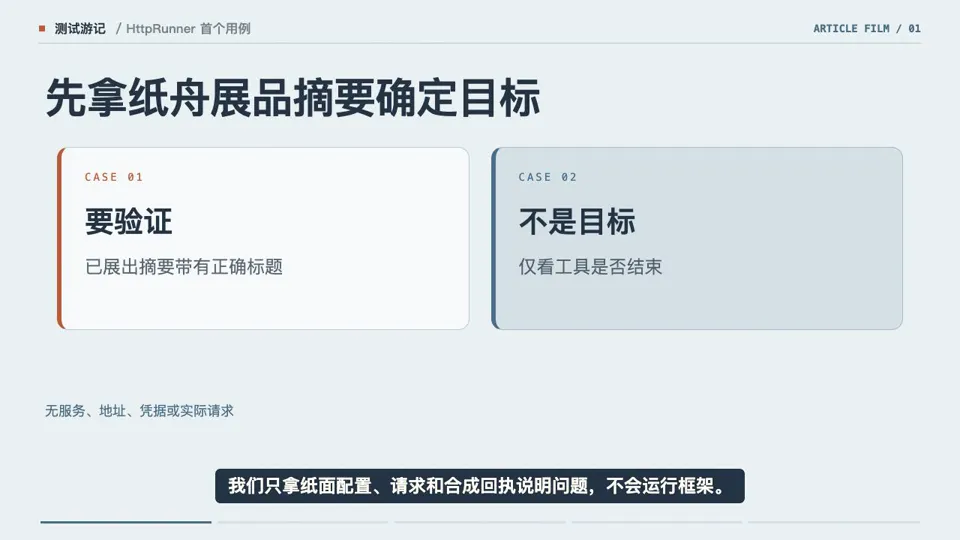 测试游记 / HttpRunner 首个用例
ARTICLE FILM / 01
先拿纸舟展品摘要确定目标
CASE 01
要验证
已展出摘要带有正确标题
CASE 02
不是目标
仅看工具是否结束
无服务、地址、凭据或实际请求
我们只拿纸面配置、请求和合成回执说明问题，不会运行框架。